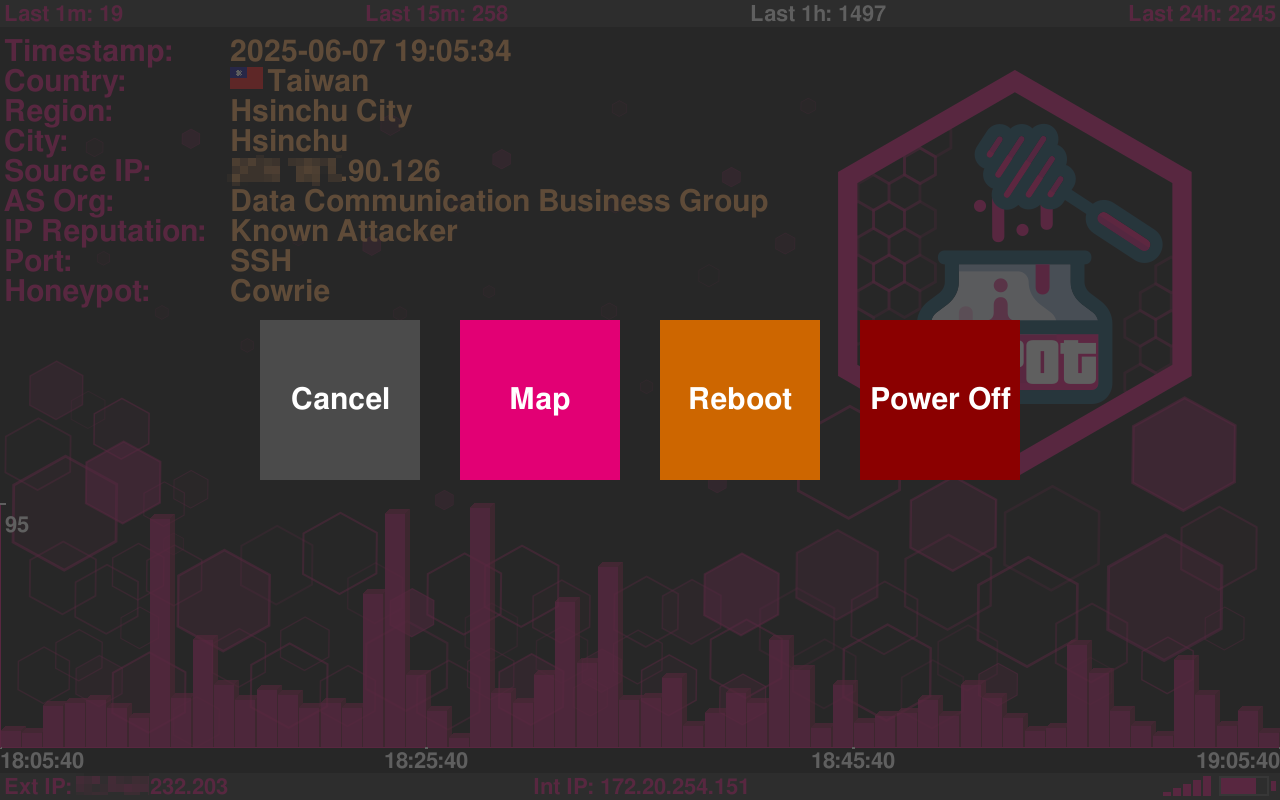 Last 1m: 19 Last 15m: 258 Last 1h: 1497 Last 24h: 2245
Timestamp: 2025-06-07 19:05:34
Country: Taiwan
Region: Hsinchu City
City: Hsinchu
Source IP: .90.126
AS Org: Data Communication Business Group
IP Reputation: Known Attacker
Port: SSH
Honeypot: Cowrie
Cancel Map Reboot Power Off
95
18:05:40 18:25:40 18:45:40 19:05:40
Ext IP: 232.203 Int IP: 172.20.254.151